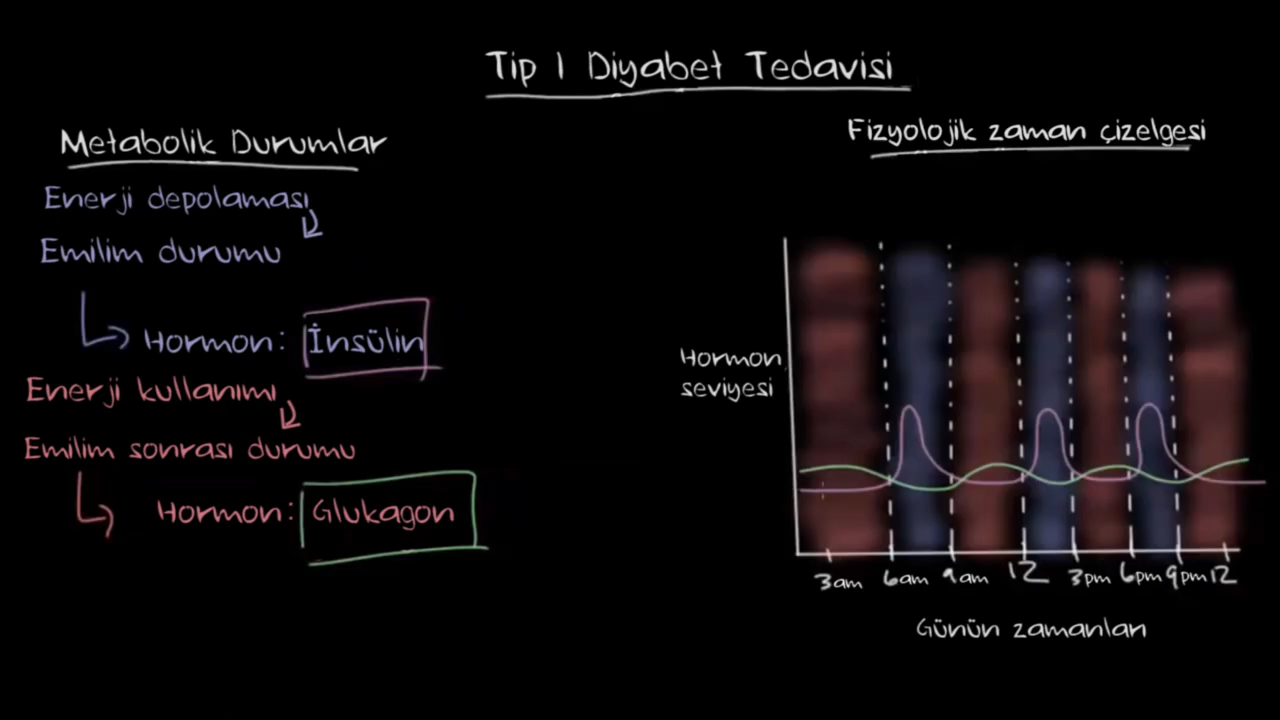 Tip 1 Diyabet Tedavisi
Metabolik Durumlar
Enerji depolaması
Emilim durumu
Hormon: İnsülin
Enerji kullanımı
Emilim sonrası durumu
Hormon: Glukagon
Fizyolojik zaman çizelgesi
Hormon
seviyesi
3am 6am 9am 12 3pm 6pm 9pm 12
Günün zamanları